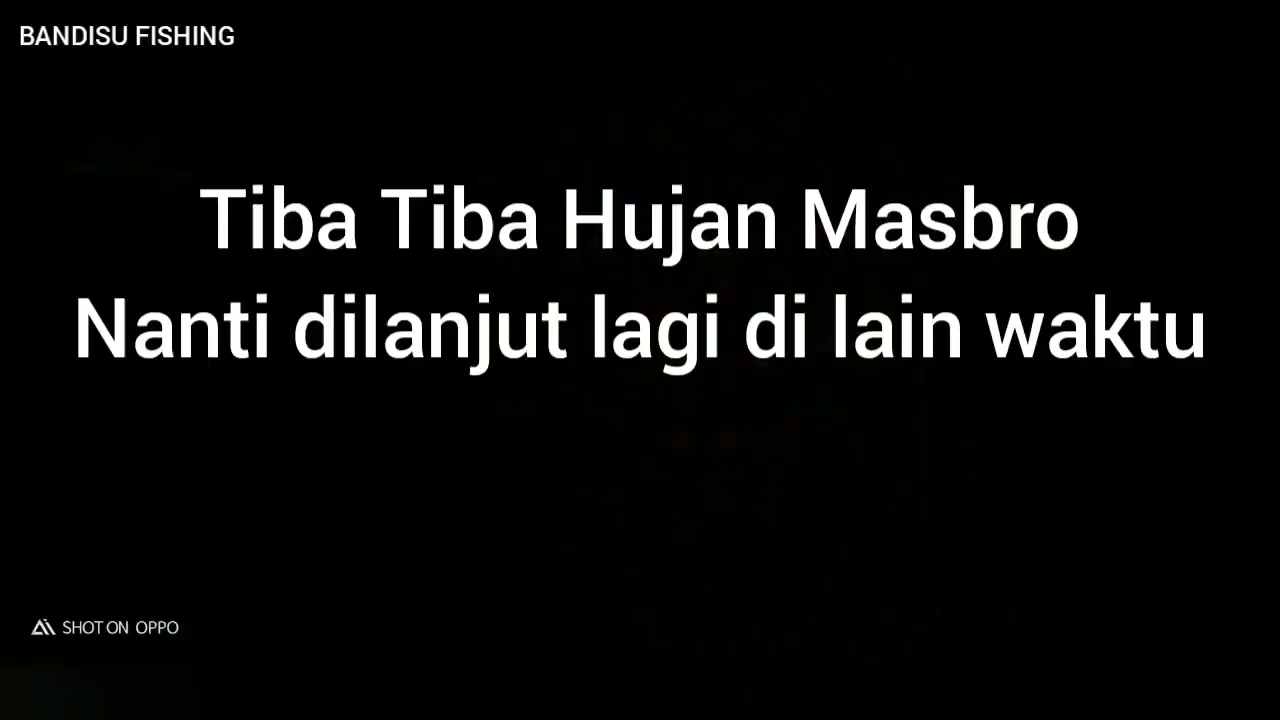 BANDISU FISHING
Tiba Tiba Hujan Masbro
Nanti dilanjut lagi di lain waktu
SHOT ON OPPO